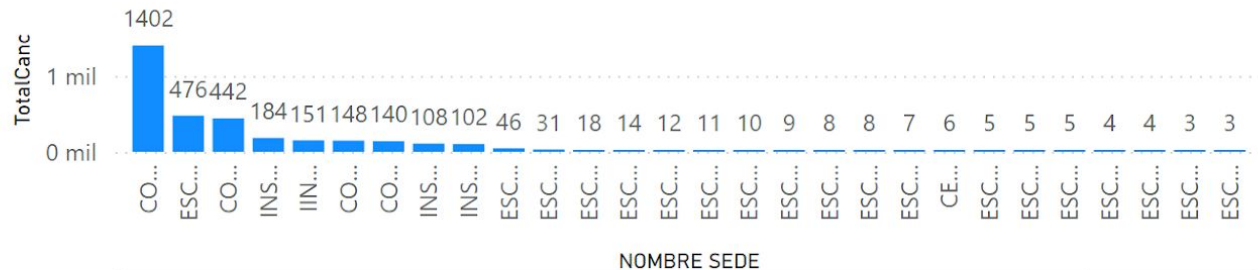 1402
476 442
184 151 148 140 108 102 46 31 18 14 12 11 10 9 8 8 7 6 5 5 5 4 4 3 3
TotalCanc
1 mil
0 mil
CO...
ESC...
CO...
INS...
IIN...
CO...
CO...
INS...
INS...
ESC...
ESC...
ESC...
ESC...
ESC...
ESC...
ESC...
ESC...
ESC...
ESC...
ESC...
CE...
ESC...
ESC...
ESC...
ESC...
ESC...
ESC...
ESC...
NOMBRE SEDE